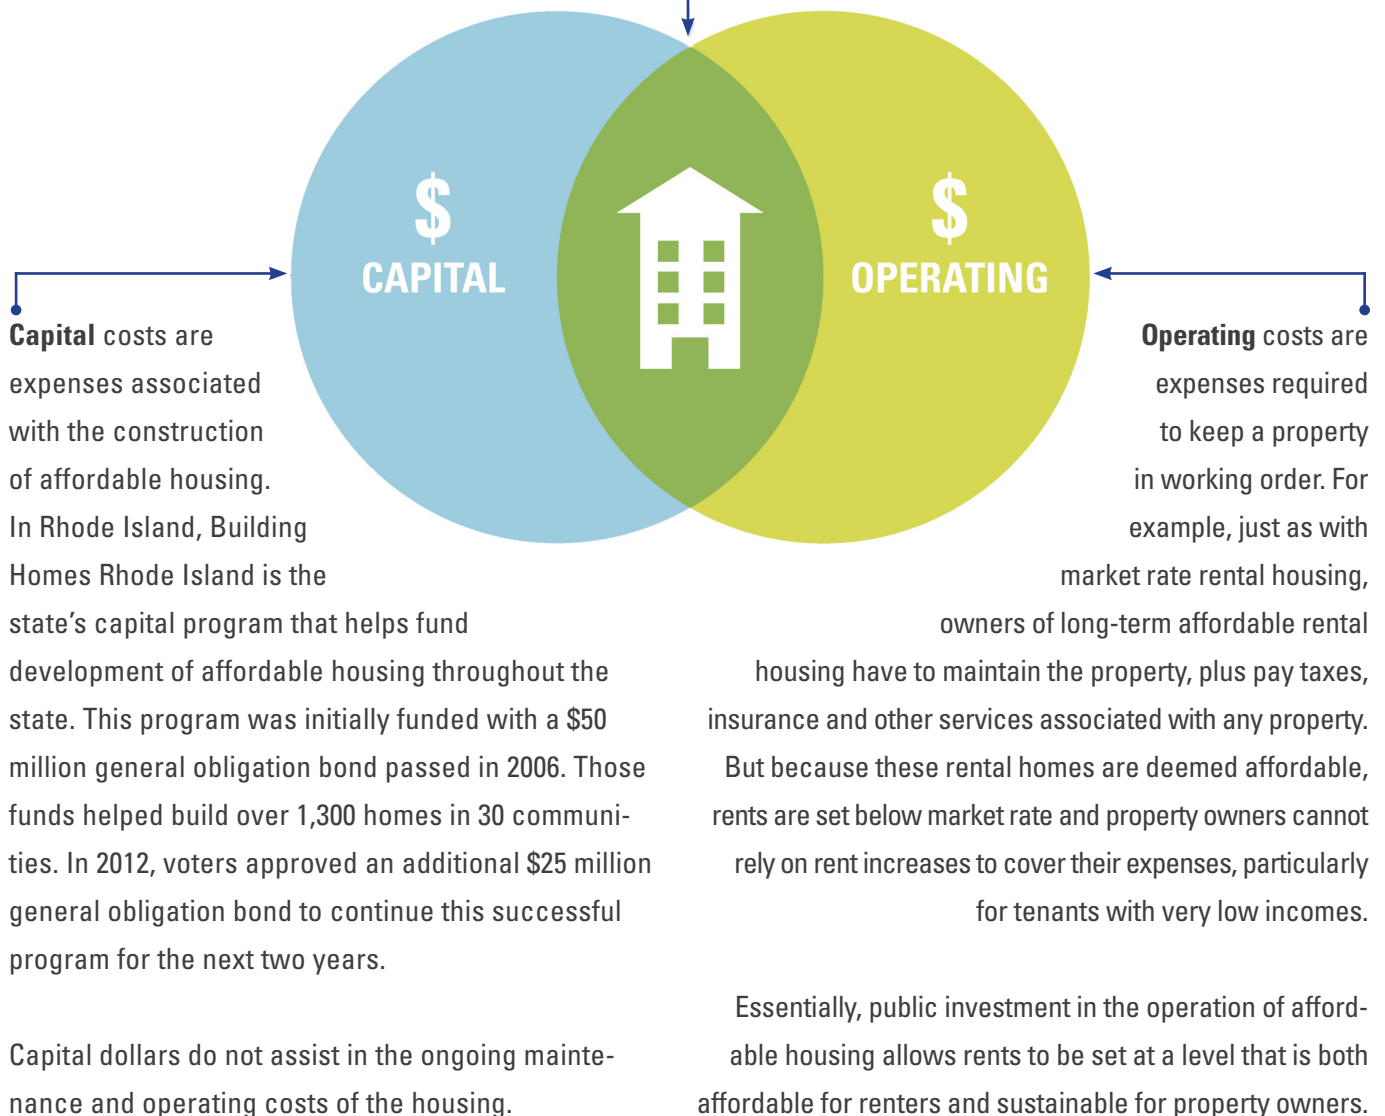 $
CAPITAL
$
OPERATING
Capital costs are
expenses associated
with the construction
of affordable housing.
In Rhode Island, Building
Homes Rhode Island is the
state’s capital program that helps fund
development of affordable housing throughout the
state. This program was initially funded with a $50
million general obligation bond passed in 2006. Those
funds helped build over 1,300 homes in 30 communi-
ties. In 2012, voters approved an additional $25 million
general obligation bond to continue this successful
program for the next two years.
Capital dollars do not assist in the ongoing mainte-
nance and operating costs of the housing.
Operating costs are
expenses required
to keep a property
in working order. For
example, just as with
market rate rental housing,
owners of long-term affordable rental
housing have to maintain the property, plus pay taxes,
insurance and other services associated with any property.
But because these rental homes are deemed affordable,
rents are set below market rate and property owners cannot
rely on rent increases to cover their expenses, particularly
for tenants with very low incomes.
Essentially, public investment in the operation of afford-
able housing allows rents to be set at a level that is both
affordable for renters and sustainable for property owners.